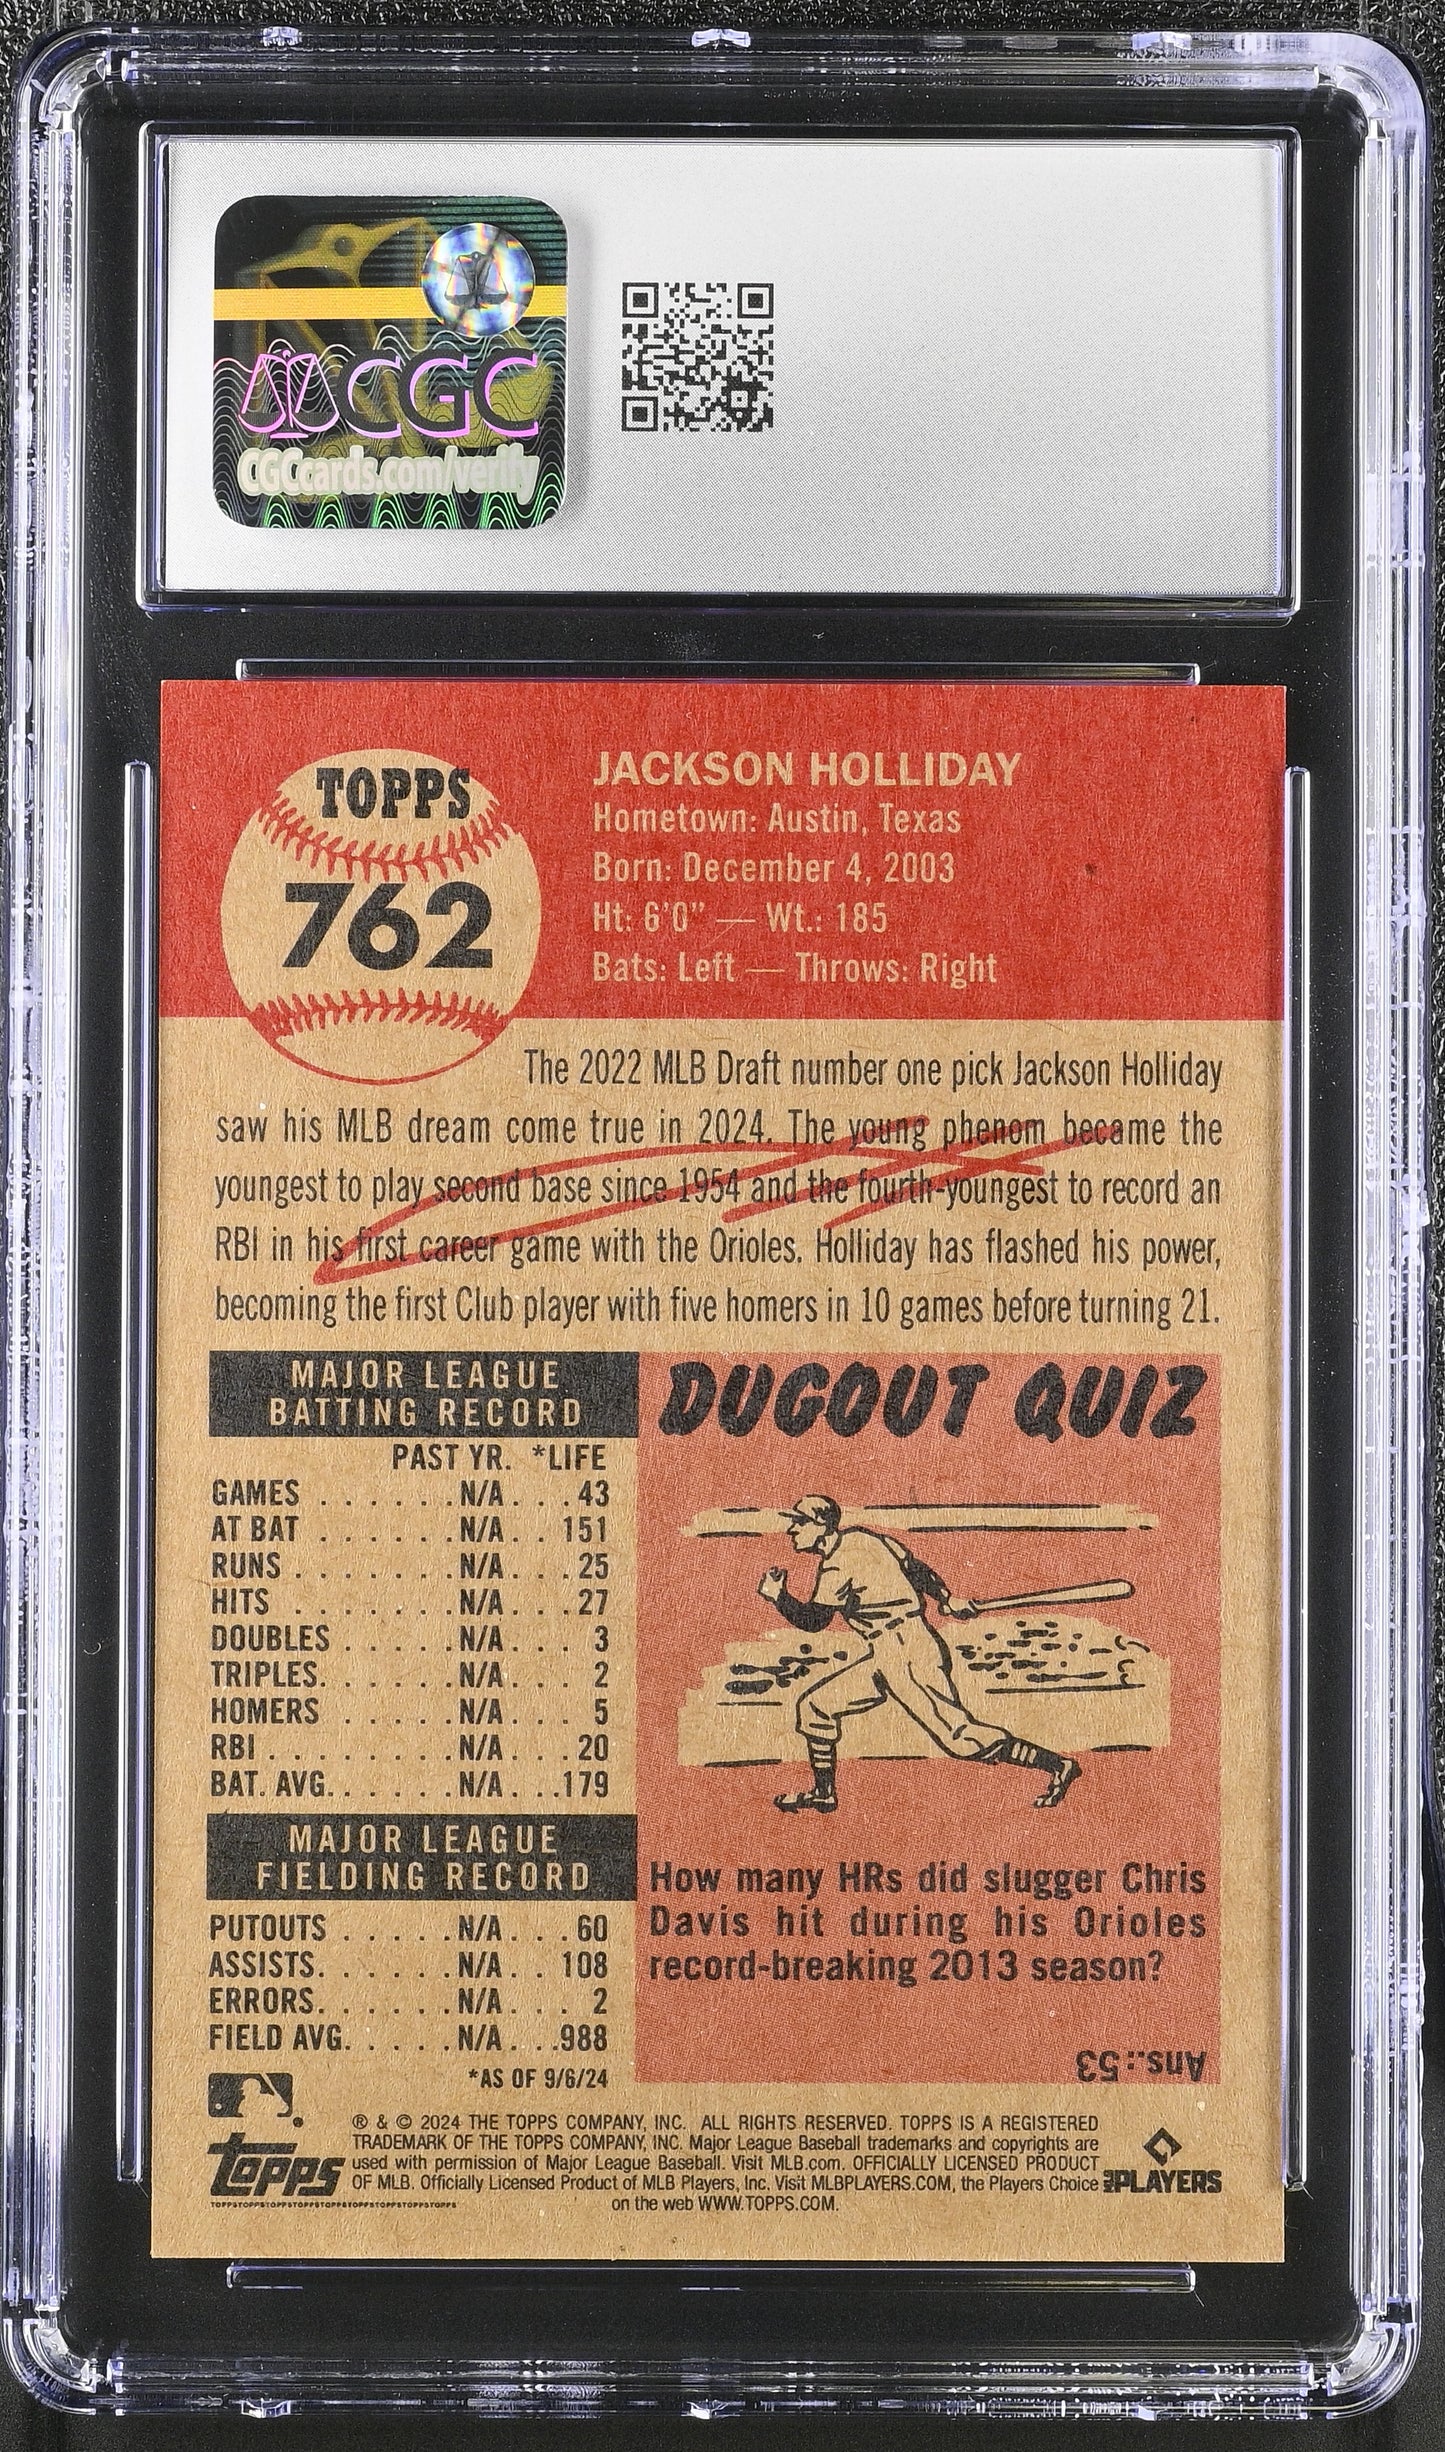 CGC
CGCcards.com/verify
TOPPS
762
JACKSON HOLLIDAY
Hometown: Austin, Texas
Born: December 4, 2003
Ht: 6'0" — Wt.: 185
Bats: Left — Throws: Right
The 2022 MLB Draft number one pick Jackson Holliday
saw his MLB dream come true in 2024. The young phenom became the
youngest to play second base since 1954 and the fourth-youngest to record an
RBI in his first career game with the Orioles. Holliday has flashed his power,
becoming the first Club player with five homers in 10 games before turning 21.
MAJOR LEAGUE
BATTING RECORD
PAST YR. *LIFE
GAMES . . . . . . N/A. . . .43
AT BAT . . . . . . N/A. . 151
RUNS . . . . . . . N/A. . . .25
HITS . . . . . . . N/A. . . .27
DOUBLES . . . . . N/A. . . 3
TRIPLES. . . . . . N/A. . . 2
HOMERS . . . . . N/A. . . 5
RBI . . . . . . . . N/A. . . .20
BAT. AVG. . . . . . N/A. . .179
MAJOR LEAGUE
FIELDING RECORD
PUTOUTS . . . . . N/A. . . .60
ASSISTS. . . . . . N/A. . 108
ERRORS. . . . . . N/A. . . 2
FIELD AVG. . . . . N/A. . .988
*AS OF 9/6/24
DUGOUT QUIZ
How many HRs did slugger Chris
Davis hit during his Orioles
record-breaking 2013 season?
Ans.: 53
® & © 2024 THE TOPPS COMPANY, INC. ALL RIGHTS RESERVED. TOPPS IS A REGISTERED
TRADEMARK OF THE TOPPS COMPANY, INC. Major League Baseball trademarks and copyrights are
used with permission of Major League Baseball. Visit MLB.com. OFFICIALLY LICENSED PRODUCT
OF MLB. Officially Licensed Product of MLB Players, Inc. Visit MLBPLAYERS.COM, the Players Choice
on the web WWW.TOPPS.COM.
topps
TOPPSTOPPSTOPPSTOPPSTOPPSTOPPSTOPPSTOPPS
MLBPLAYERS